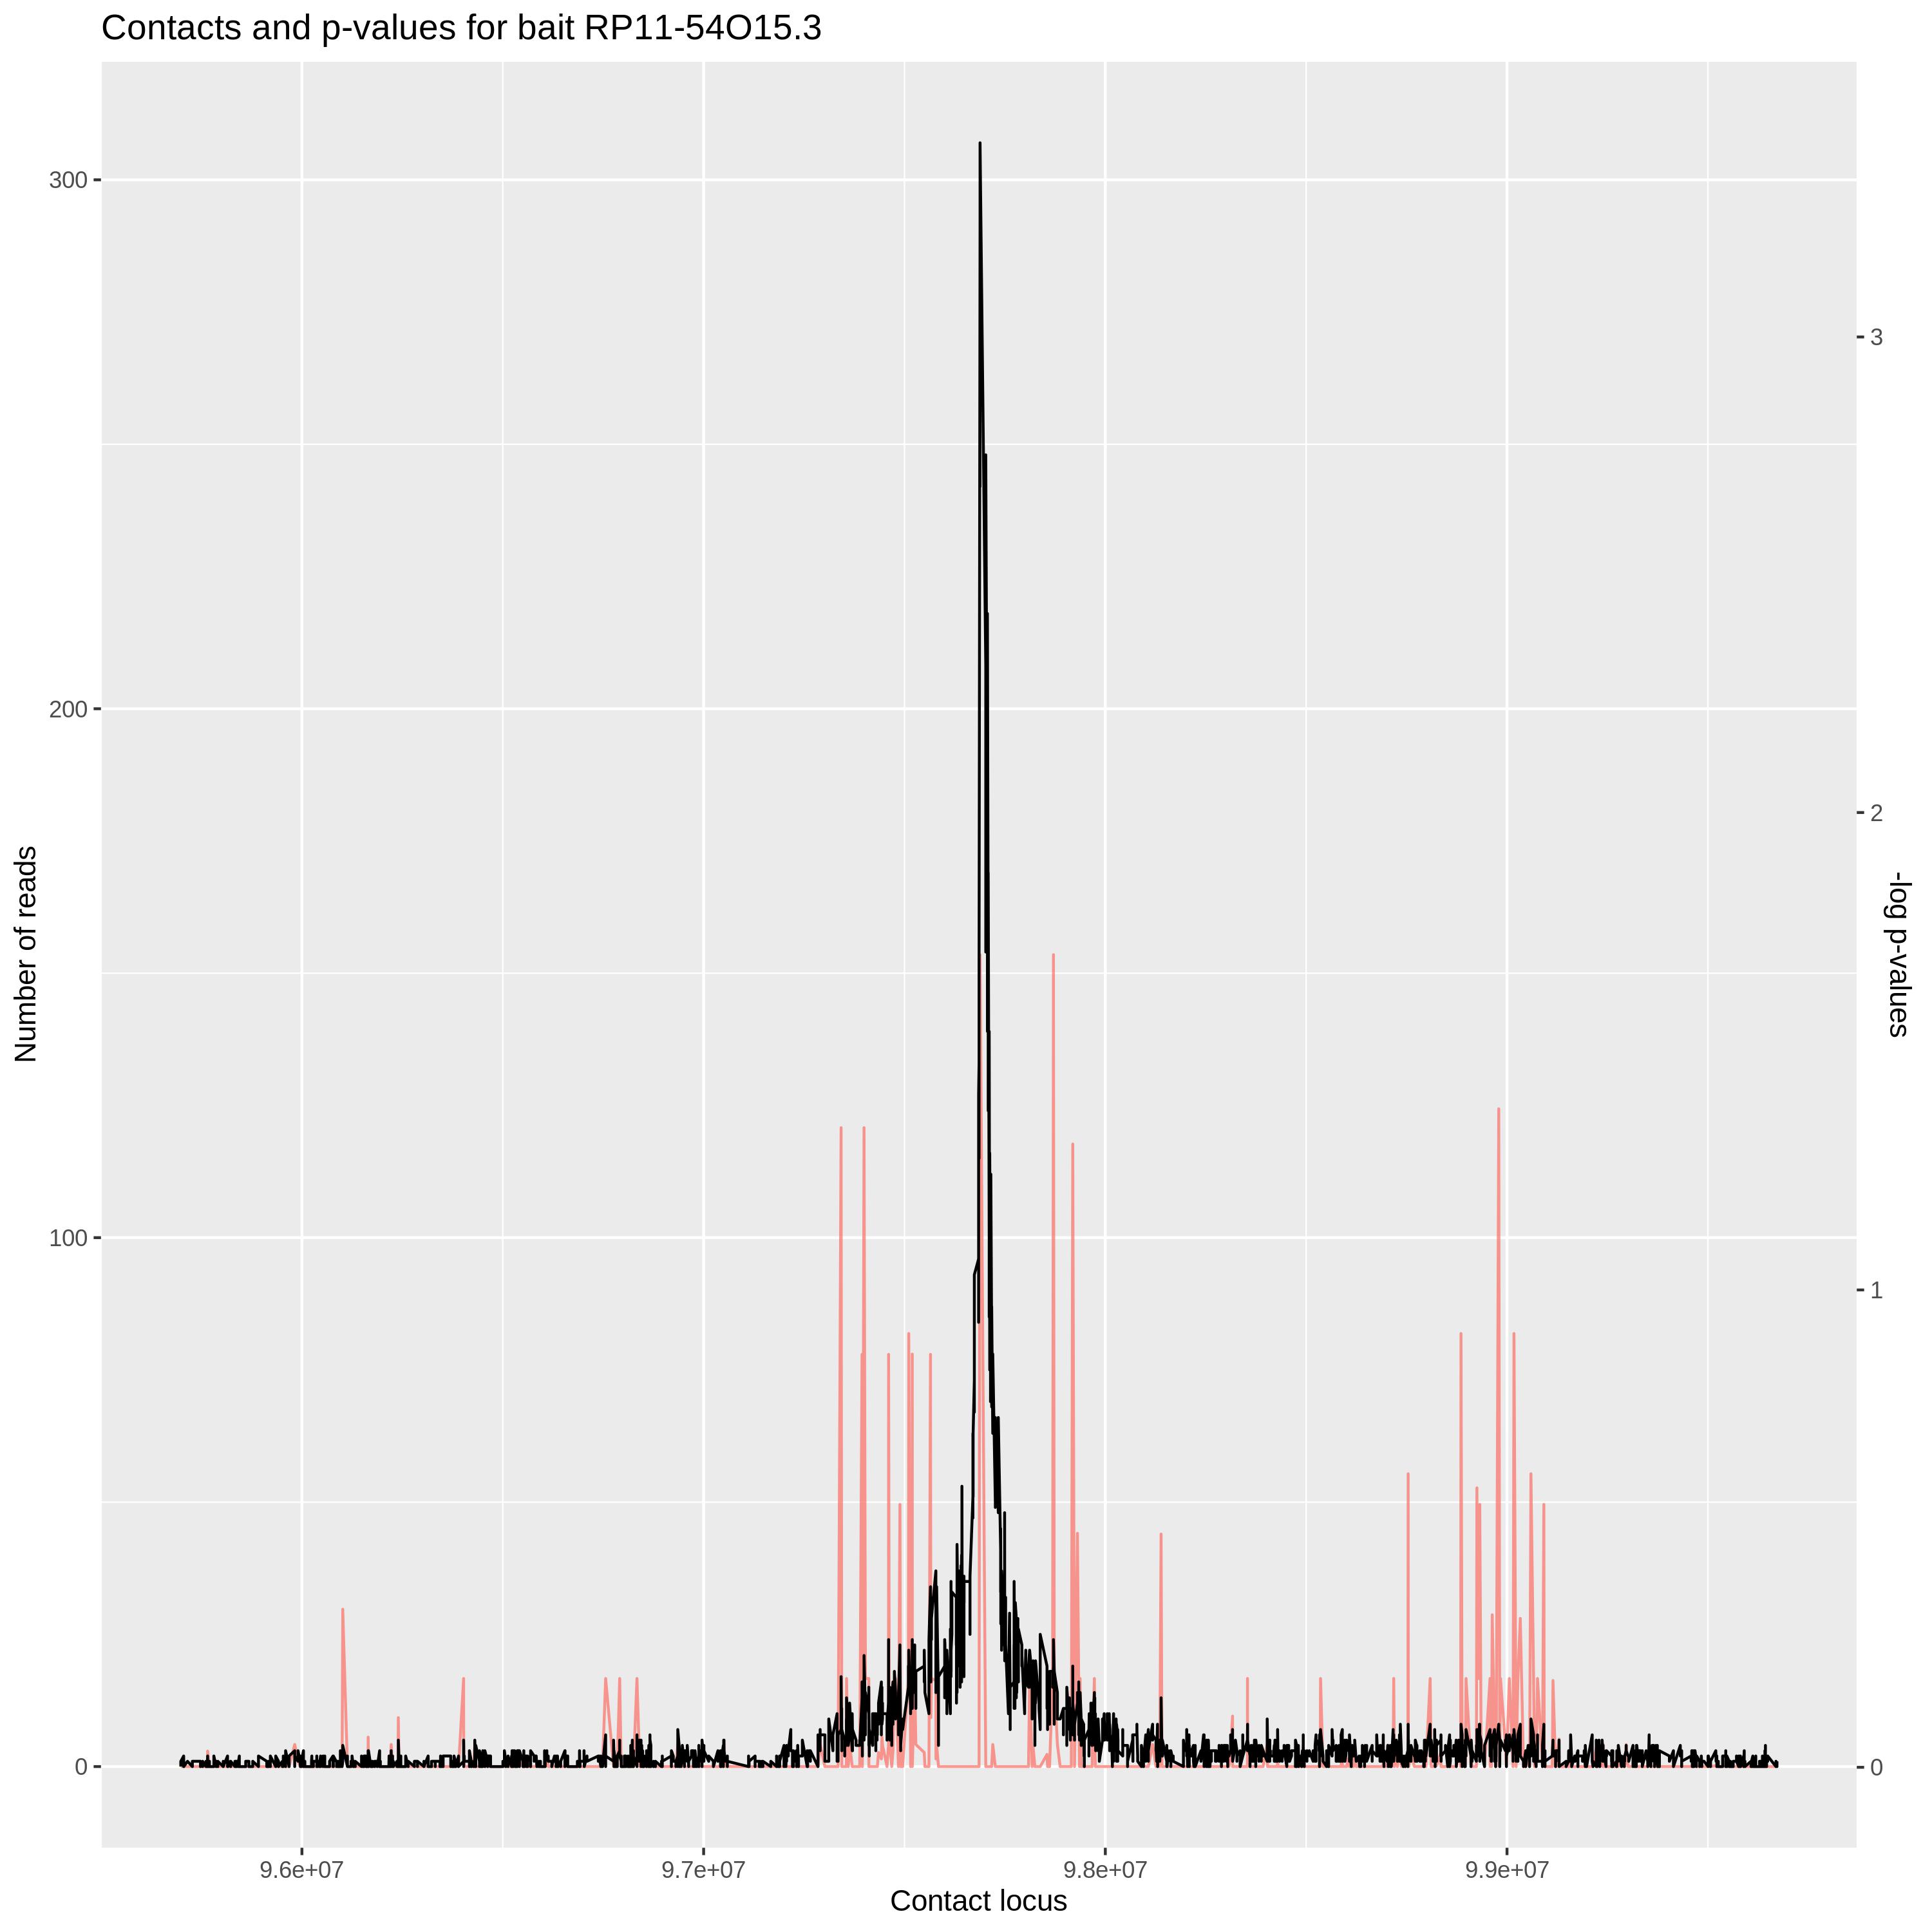 Contacts and p-values for bait RP11-54O15.3
300
200
100
0
Number of reads
3
2
1
0
-log p-values
9.6e+07
9.7e+07
9.8e+07
9.9e+07
Contact locus